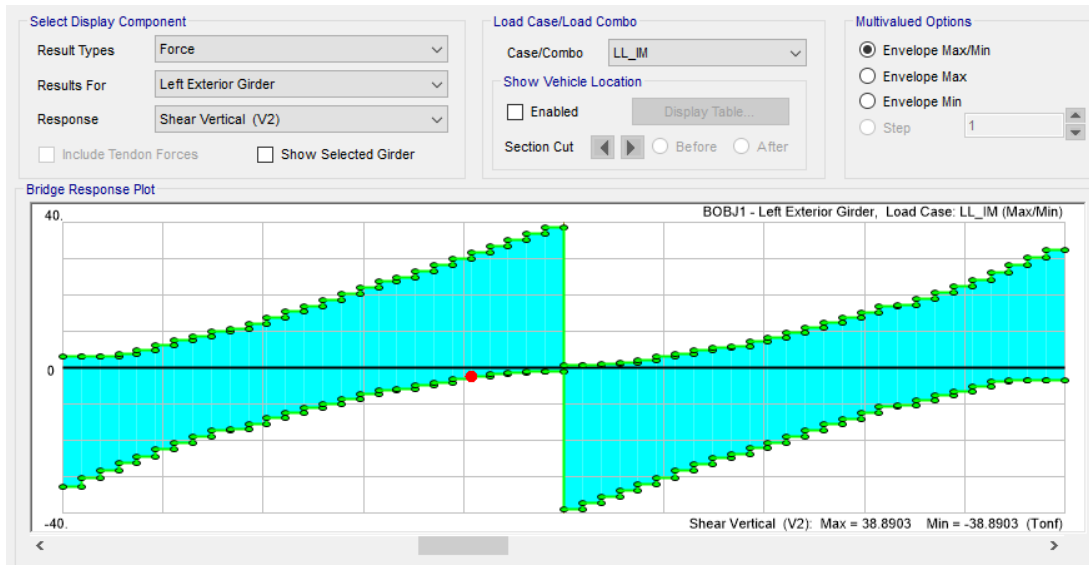 Select Display Component
Result Types Force
Results For Left Exterior Girder
Response Shear Vertical (V2)
Include Tendon Forces Show Selected Girder
Load Case/Load Combo
Case/Combo LL_IM
Show Vehicle Location
Enabled Display Table...
Section Cut Before After
Multivalued Options
Envelope Max/Min
Envelope Max
Envelope Min
Step 1
Bridge Response Plot
40.
BOBJ1 - Left Exterior Girder, Load Case: LL_IM (Max/Min)
0
-40.
Shear Vertical (V2): Max = 38.8903 Min = -38.8903 (Tonf)